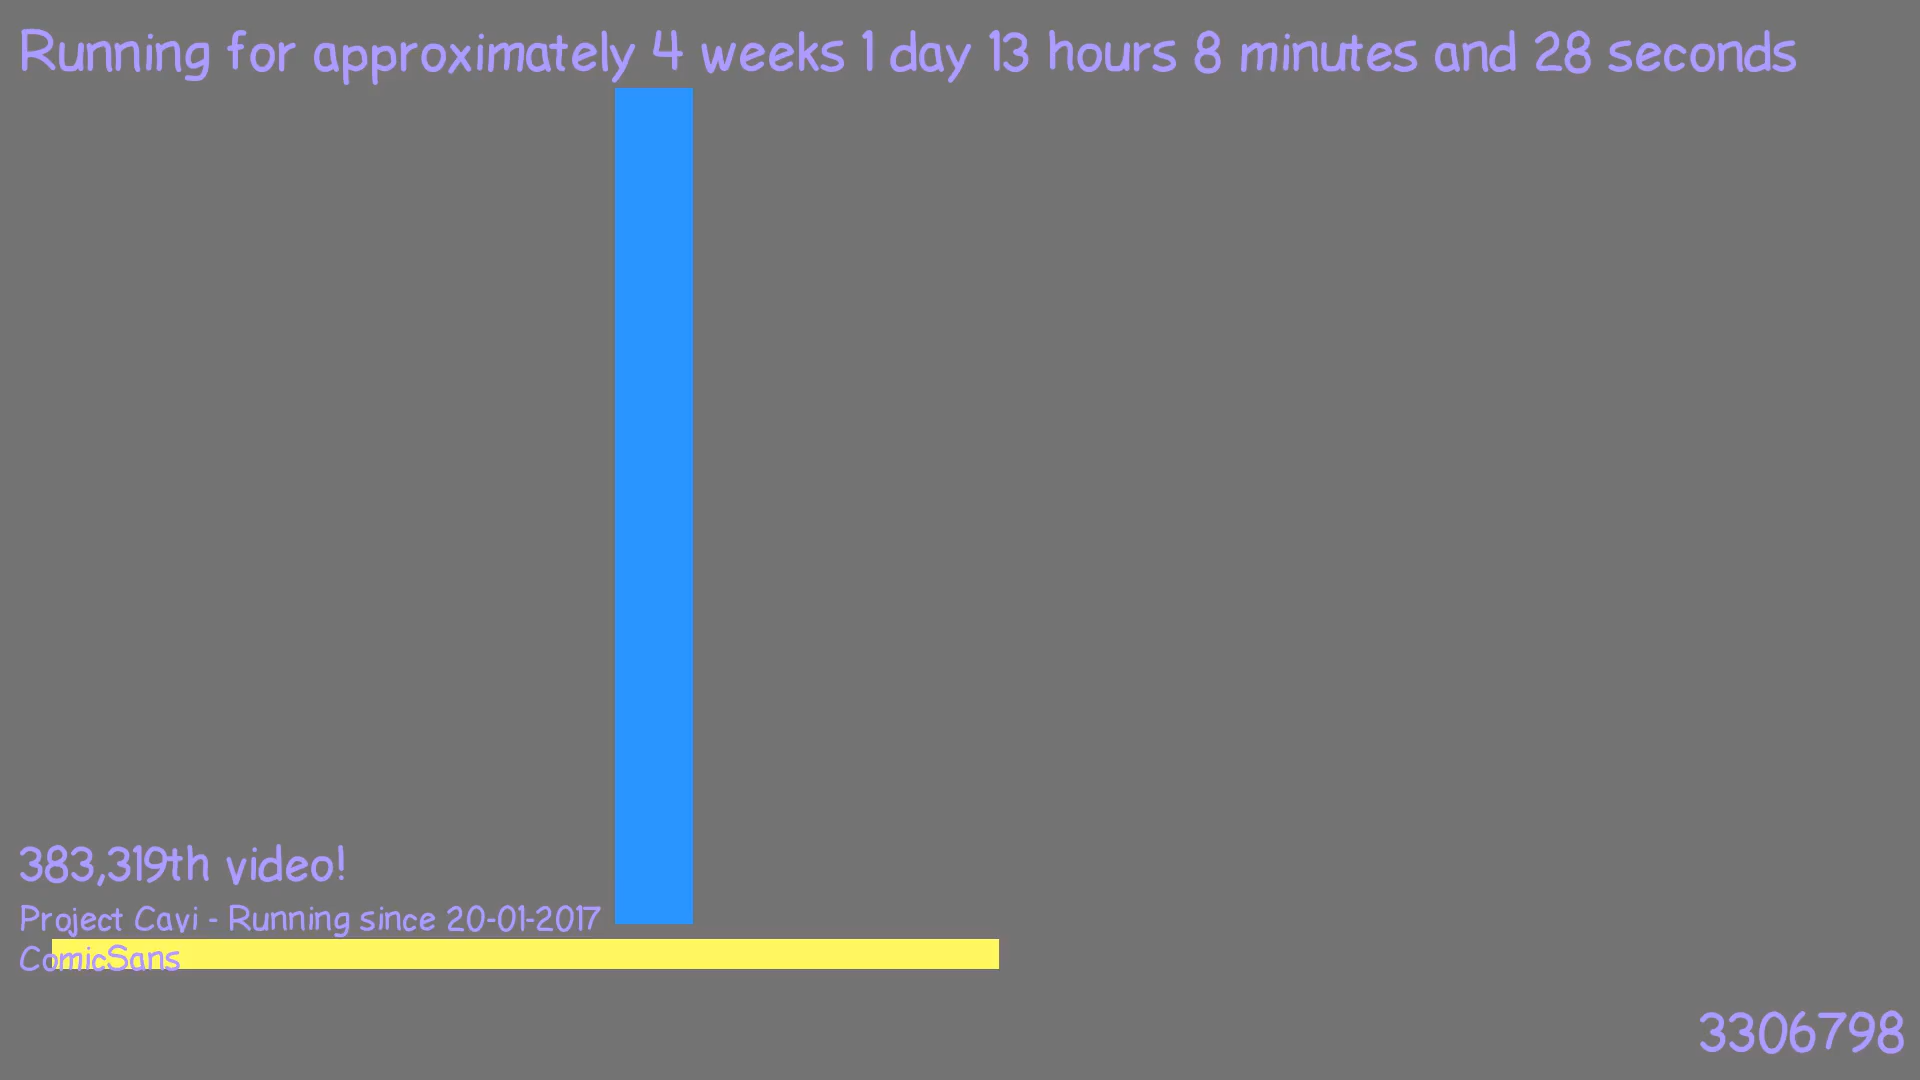 Running for approximately 4 weeks 1 day 13 hours 8 minutes and 28 seconds
383,319th video!
Project Cavi - Running since 20-01-2017
ComicSans
3306798